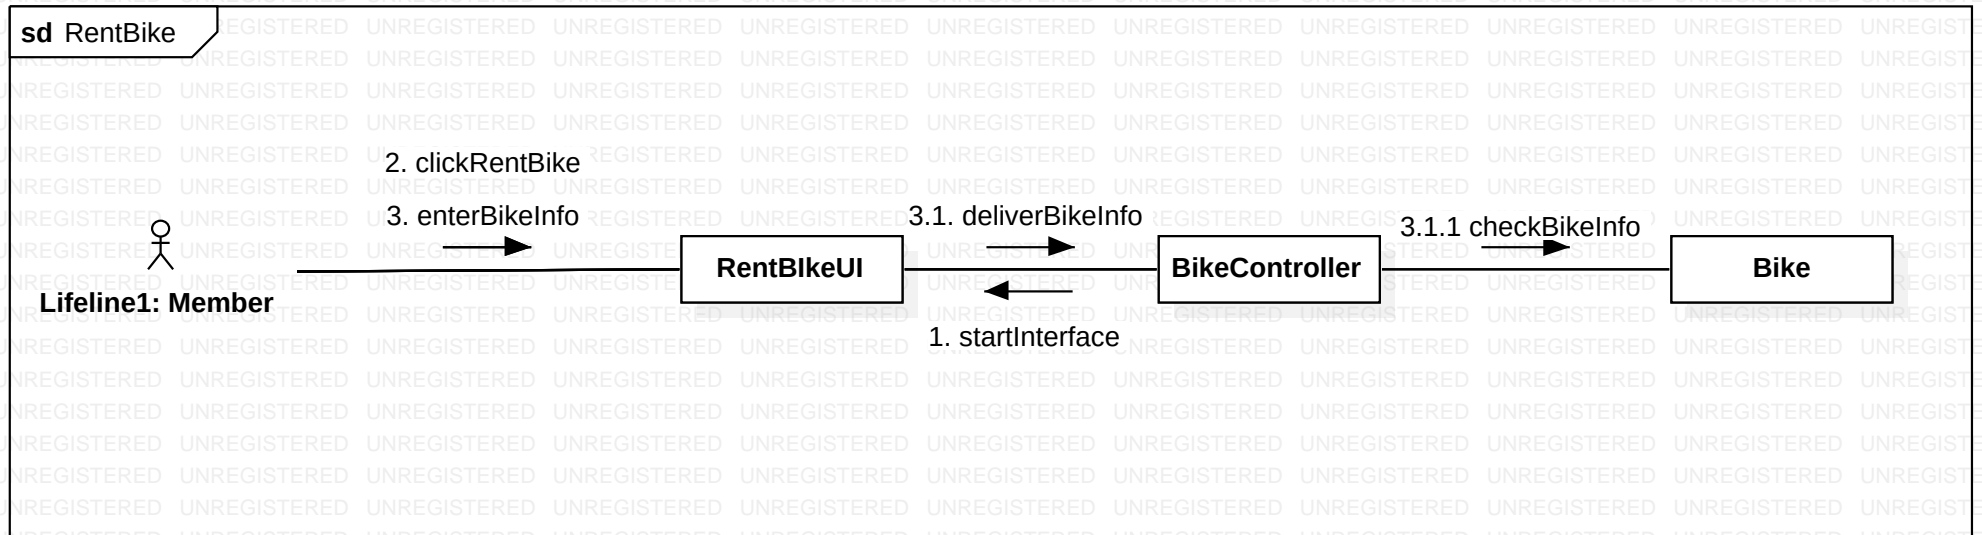 sd RentBike
2. clickRentBike
3. enterBikeInfo
3.1. deliverBikeInfo
3.1.1 checkBikeInfo
Lifeline1: Member
RentBIkeUI
BikeController
Bike
1. startInterface
UNREGISTERED